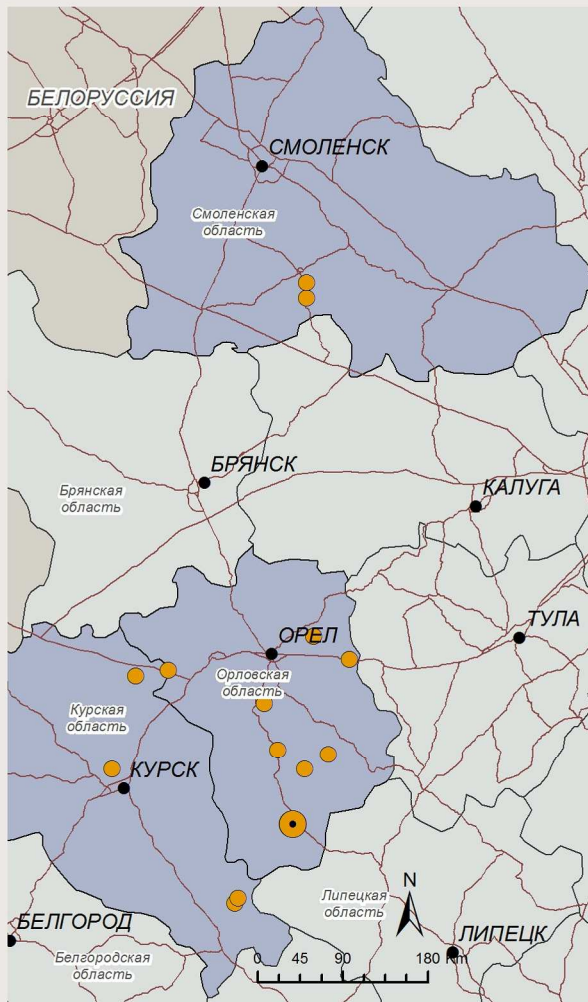 БЕЛОРУССИЯ
СМОЛЕНСК
Смоленская
область
БРЯНСК
Брянская
область
КАЛУГА
ТУЛА
ОРЕЛ
Орловская
область
Курская
область
КУРСК
Липецкая
область
N
БЕЛГОРОД
Белгородская
область
ЛИПЕЦК
0 45 90 180 Km